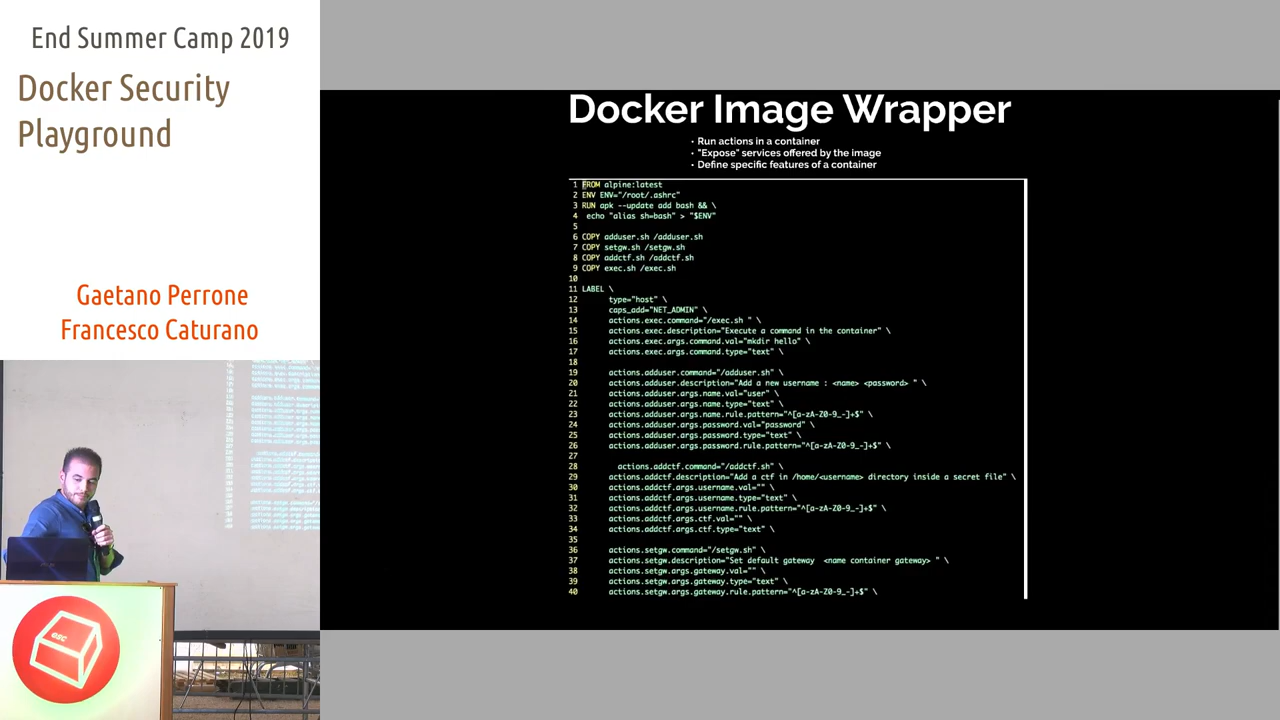 End Summer Camp 2019
Docker Security
Playground
Gaetano Perrone
Francesco Caturano
esc
Docker Image Wrapper
• Run actions in a container
• "Expose" services offered by the image
• Define specific features of a container
1 FROM alpine:latest
2 ENV ENV="/root/.ashrc"
3 RUN apk --update add bash && \
4 echo "alias sh=bash" > "$ENV"
5
6 COPY adduser.sh /adduser.sh
7 COPY setgw.sh /setgw.sh
8 COPY addctf.sh /addctf.sh
9 COPY exec.sh /exec.sh
10
11 LABEL \
12 type="host" \
13 caps_add="NET_ADMIN" \
14 actions.exec.command="/exec.sh " \
15 actions.exec.description="Execute a command in the container" \
16 actions.exec.args.command.val="mkdir hello" \
17 actions.exec.args.command.type="text" \
18
19 actions.adduser.command="/adduser.sh" \
20 actions.adduser.description="Add a new username : <name> <password> " \
21 actions.adduser.args.name.val="user" \
22 actions.adduser.args.name.type="text" \
23 actions.adduser.args.name.rule.pattern="^[a-zA-Z0-9_-]+$" \
24 actions.adduser.args.password.val="password" \
25 actions.adduser.args.password.type="text" \
26 actions.adduser.args.password.rule.pattern="^[a-zA-Z0-9_-]+$" \
27
28 actions.addctf.command="/addctf.sh" \
29 actions.addctf.description="Add a ctf in /home/<username> directory inside a secret file" \
30 actions.addctf.args.username.val="" \
31 actions.addctf.args.username.type="text" \
32 actions.addctf.args.username.rule.pattern="^[a-zA-Z0-9_-]+$" \
33 actions.addctf.args.ctf.val="" \
34 actions.addctf.args.ctf.type="text" \
35
36 actions.setgw.command="/setgw.sh" \
37 actions.setgw.description="Set default gateway <name container gateway> " \
38 actions.setgw.args.gateway.val="" \
39 actions.setgw.args.gateway.type="text" \
40 actions.setgw.args.gateway.rule.pattern="^[a-zA-Z0-9_-]+$" \